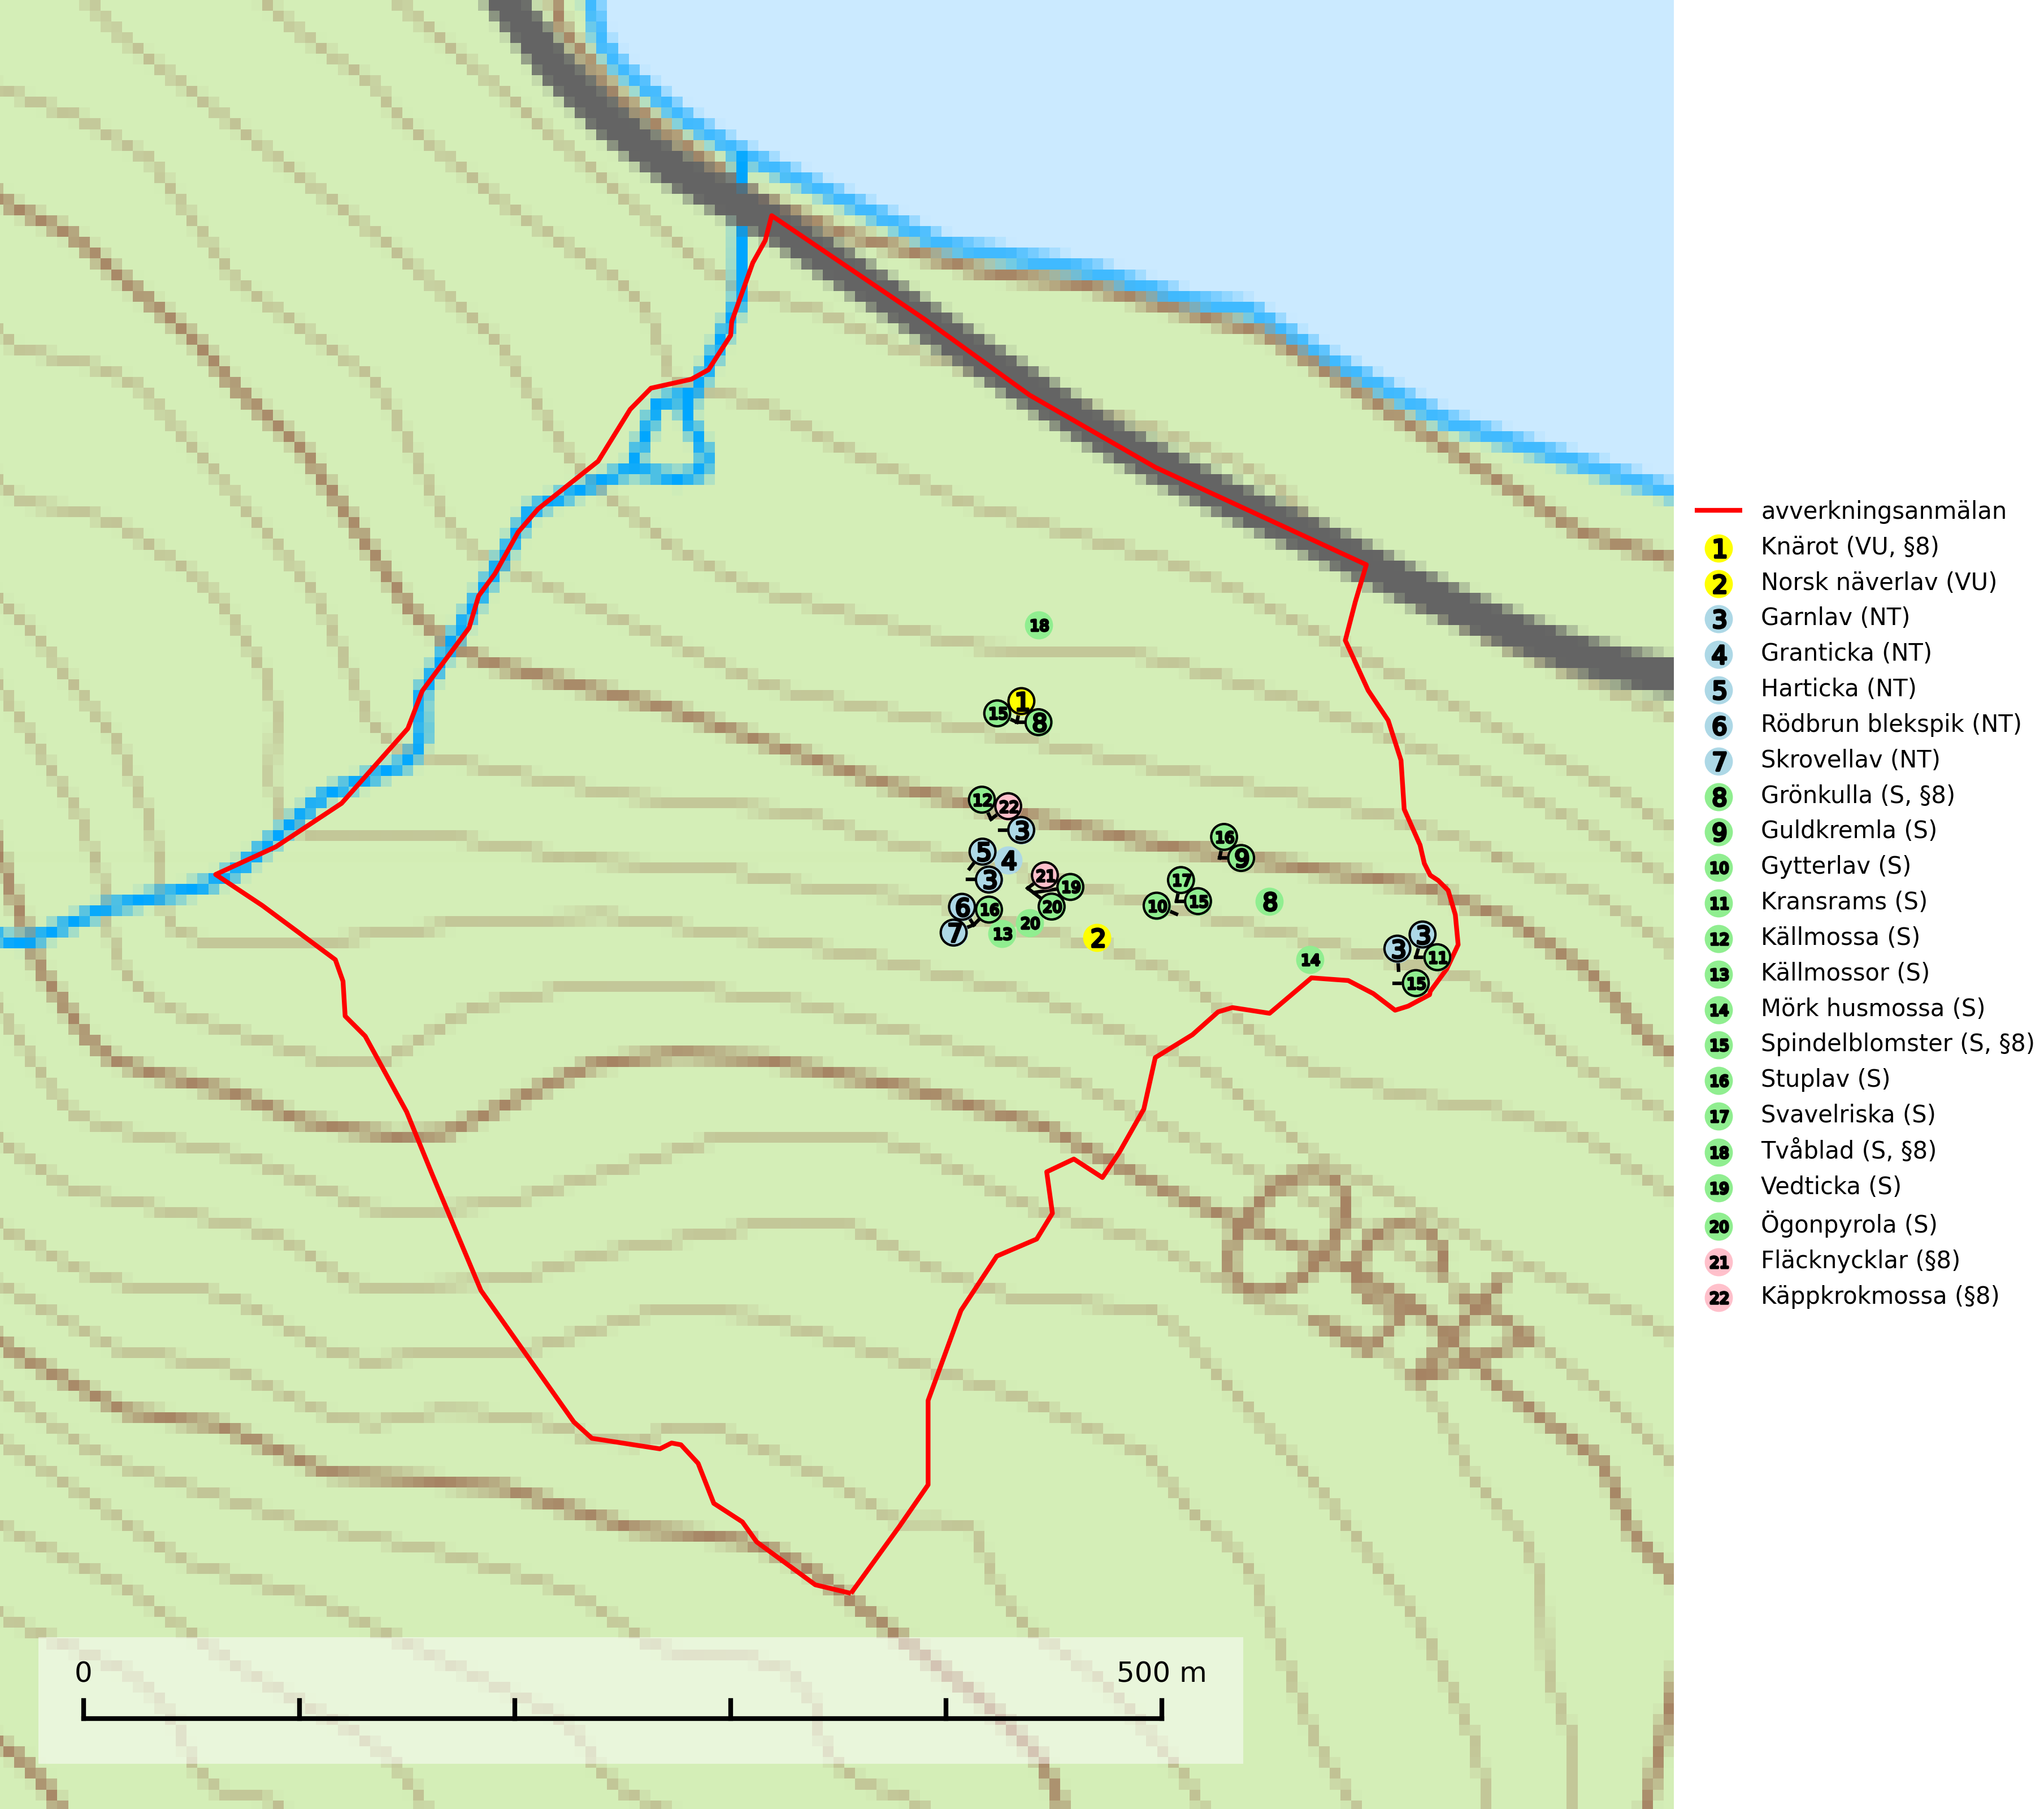 18
1
15
8
12
22
3
5
4
3
21
19
20
6
16
20
7
13
2
16
9
17
10
15
8
14
3
3
11
15
500
0
500 m
avverkningsanmälan
1 Knärot (VU, §8)
2 Norsk näverlav (VU)
3 Garnlav (NT)
4 Granticka (NT)
5 Harticka (NT)
6 Rödbrun blekspik (NT)
7 Skrovellav (NT)
8 Grönkulla (S, §8)
9 Guldkremla (S)
10 Gytterlav (S)
11 Kransrams (S)
12 Källmossa (S)
13 Källmossor (S)
14 Mörk husmossa (S)
15 Spindelblomster (S, §8)
16 Stuplav (S)
17 Svavelriska (S)
18 Tvåblad (S, §8)
19 Vedticka (S)
20 Ögonpyrola (S)
21 Fläcknycklar (§8)
22 Käppkrokmossa (§8)